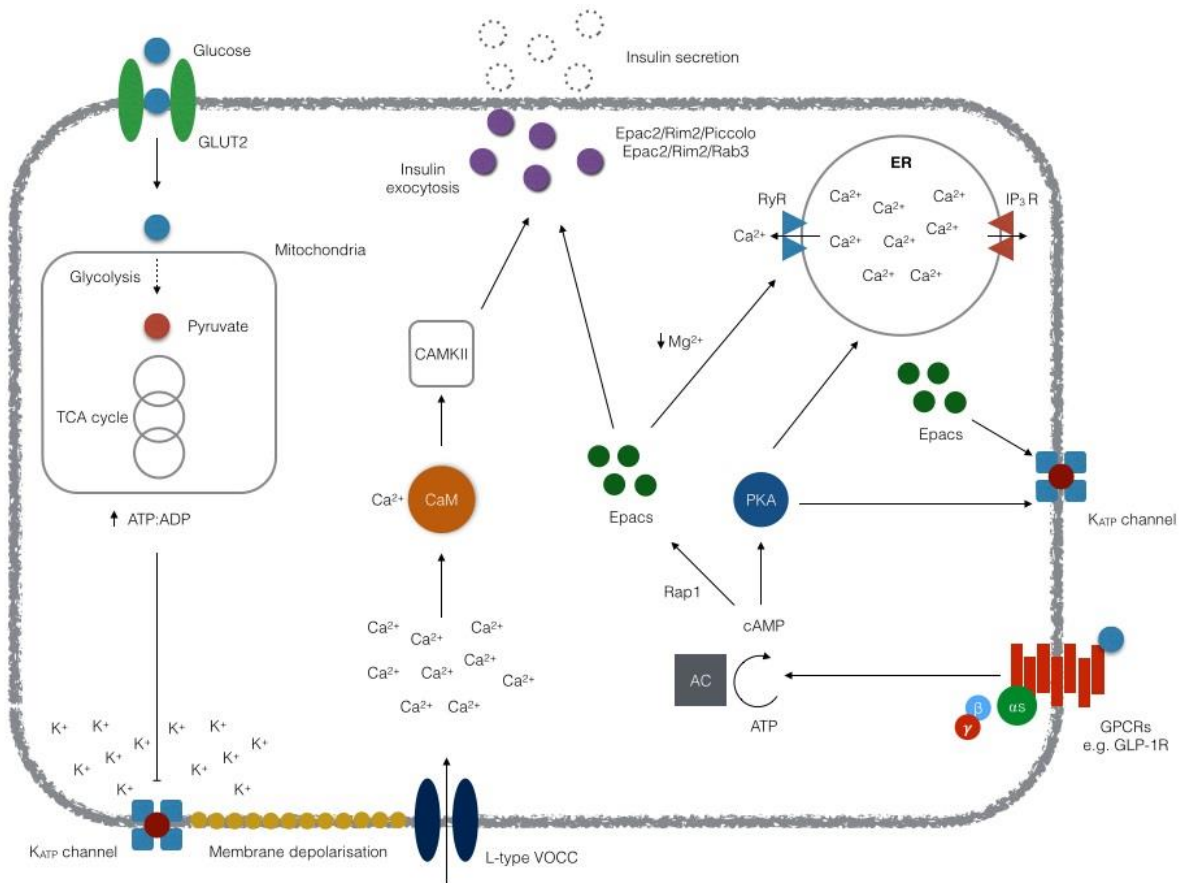 Glucose
GLUT2
Insulin secretion
Epac2/Rim2/Piccolo
Epac2/Rim2/Rab3
Insulin
exocytosis
ER
RyR
IP₃ R
Ca²⁺
Ca²⁺
Ca²⁺
Ca²⁺
Ca²⁺
Ca²⁺
Ca²⁺
Ca²⁺
Ca²⁺
Mitochondria
Glycolysis
Pyruvate
TCA cycle
↑ ATP:ADP
CAMKII
↓ Mg²⁺
Epacs
Ca²⁺
CaM
Epacs
PKA
K_ATP channel
Rap1
cAMP
AC
ATP
Ca²⁺
Ca²⁺
Ca²⁺
Ca²⁺
Ca²⁺
Ca²⁺
Ca²⁺
Ca²⁺
Ca²⁺
β
γ
αs
GPCRs
e.g. GLP-1R
K⁺
K⁺
K⁺
K⁺
K⁺
K⁺
K⁺
K⁺
K⁺
K⁺
K⁺
K_ATP channel
Membrane depolarisation
L-type VOCC